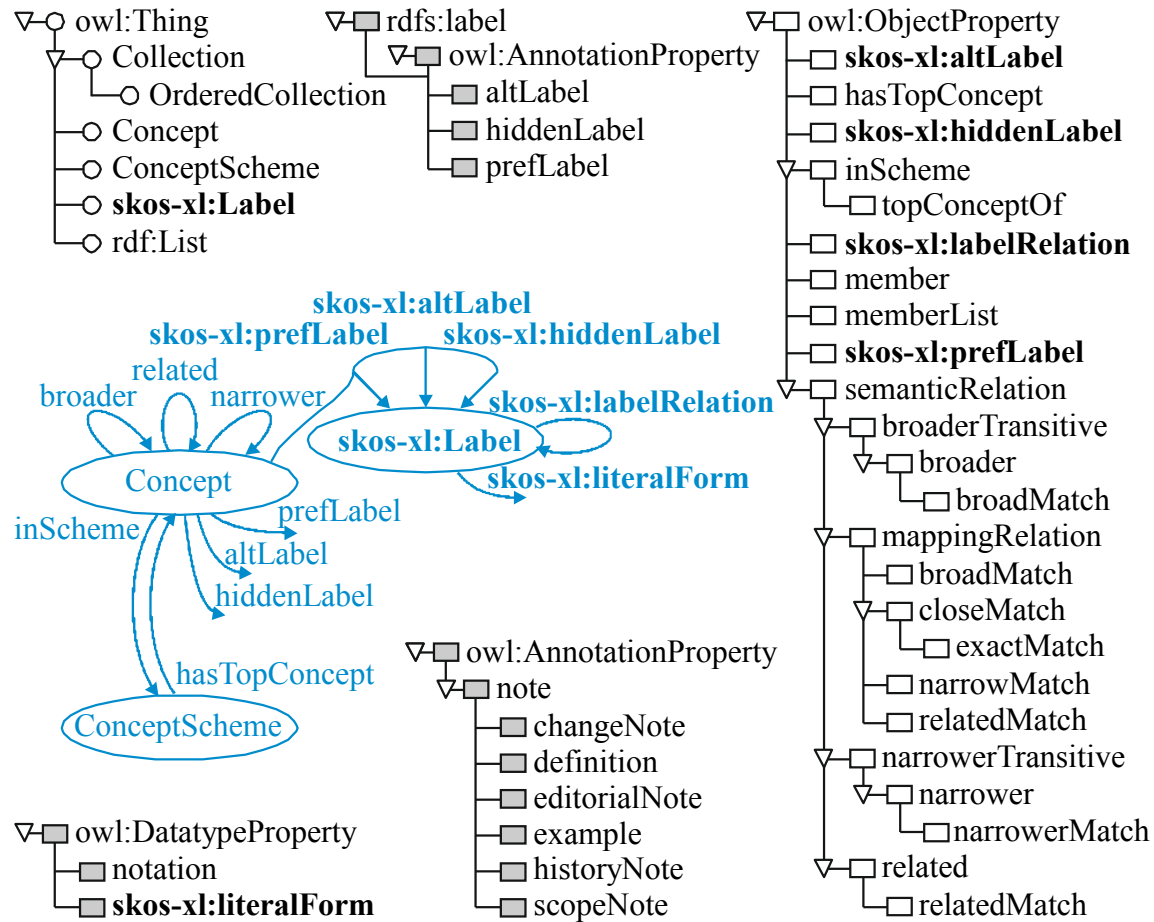 owl:Thing
Collection
OrderedCollection
Concept
ConceptScheme
skos-xl:Label
rdf:List
rdfs:label
owl:AnnotationProperty
altLabel
hiddenLabel
prefLabel
owl:ObjectProperty
skos-xl:altLabel
hasTopConcept
skos-xl:hiddenLabel
inScheme
topConceptOf
skos-xl:labelRelation
member
memberList
skos-xl:prefLabel
semanticRelation
broaderTransitive
broader
broadMatch
mappingRelation
broadMatch
closeMatch
exactMatch
narrowMatch
relatedMatch
narrowerTransitive
narrower
narrowerMatch
related
relatedMatch
skos-xl:altLabel
skos-xl:prefLabel
skos-xl:hiddenLabel
related
broader
narrower
skos-xl:labelRelation
skos-xl:Label
skos-xl:literalForm
Concept
prefLabel
inScheme
altLabel
hiddenLabel
hasTopConcept
ConceptScheme
owl:AnnotationProperty
note
changeNote
definition
editorialNote
example
historyNote
scopeNote
owl:DatatypeProperty
notation
skos-xl:literalForm